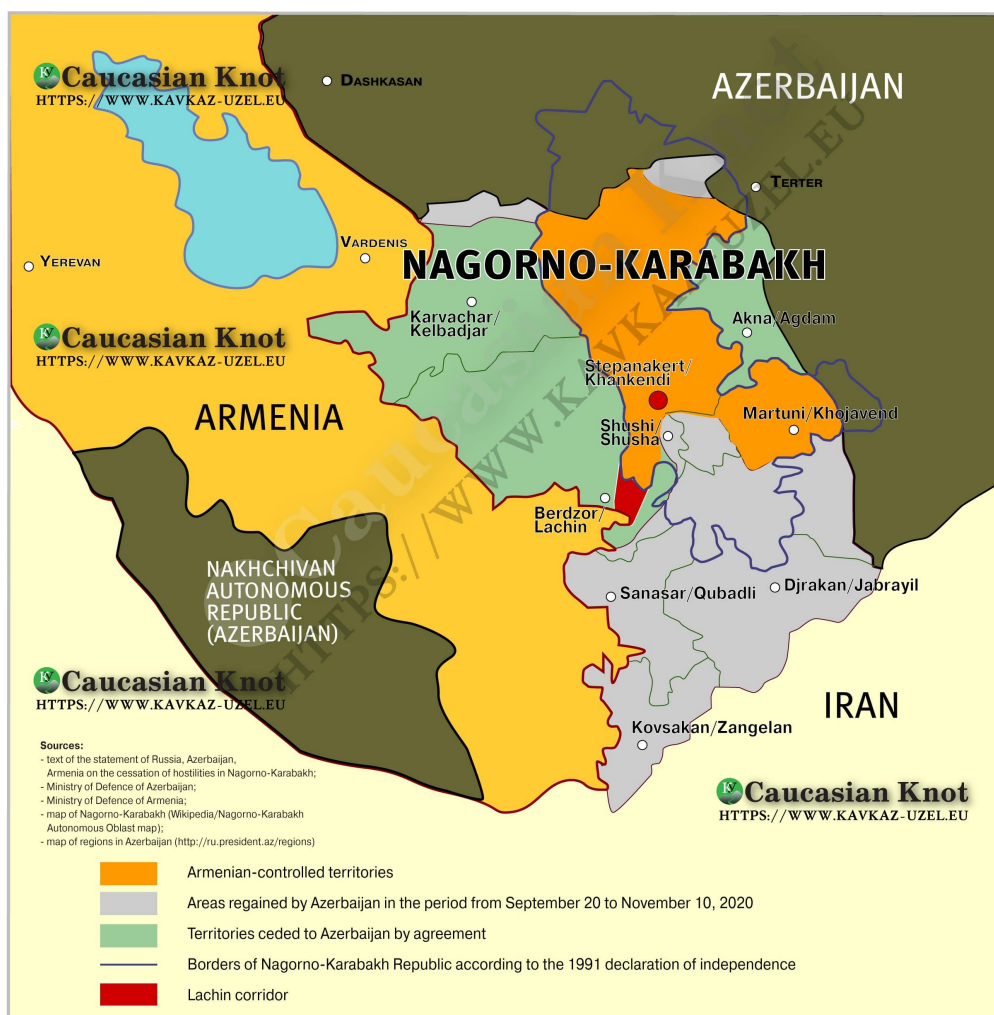 Caucasian Knot
HTTPS://WWW.KAVKAZ-UZEL.EU
DASHKASAN
AZERBAIJAN
TERTER
YEREVAN
VARDENIS
NAGORNO-KARABAKH
Karvachar/
Kelbadjar
Akna/Agdam
Caucasian Knot
HTTPS://WWW.KAVKAZ-UZEL.EU
Stepanakert/
Khankendi
ARMENIA
Martuni/Khojavend
Shushi/
Shusha
Berdzor/
Lachin
NAKHCHIVAN
AUTONOMOUS
REPUBLIC
(AZERBAIJAN)
Sanasar/Qubadli
Djrakan/Jabrayil
Caucasian Knot
HTTPS://WWW.KAVKAZ-UZEL.EU
IRAN
Kovsakan/Zangelan
Caucasian Knot
HTTPS://WWW.KAVKAZ-UZEL.EU
Caucasian Knot
HTTPS://WWW.KAVKAZ-UZEL.EU
Sources:
- text of the statement of Russia, Azerbaijan,
Armenia on the cessation of hostilities in Nagorno-Karabakh;
- Ministry of Defence of Azerbaijan;
- Ministry of Defence of Armenia;
- map of Nagorno-Karabakh (Wikipedia/Nagorno-Karabakh
Autonomous Oblast map);
- map of regions in Azerbaijan (http://ru.president.az/regions)
Armenian-controlled territories
Areas regained by Azerbaijan in the period from September 20 to November 10, 2020
Territories ceded to Azerbaijan by agreement
Borders of Nagorno-Karabakh Republic according to the 1991 declaration of independence
Lachin corridor